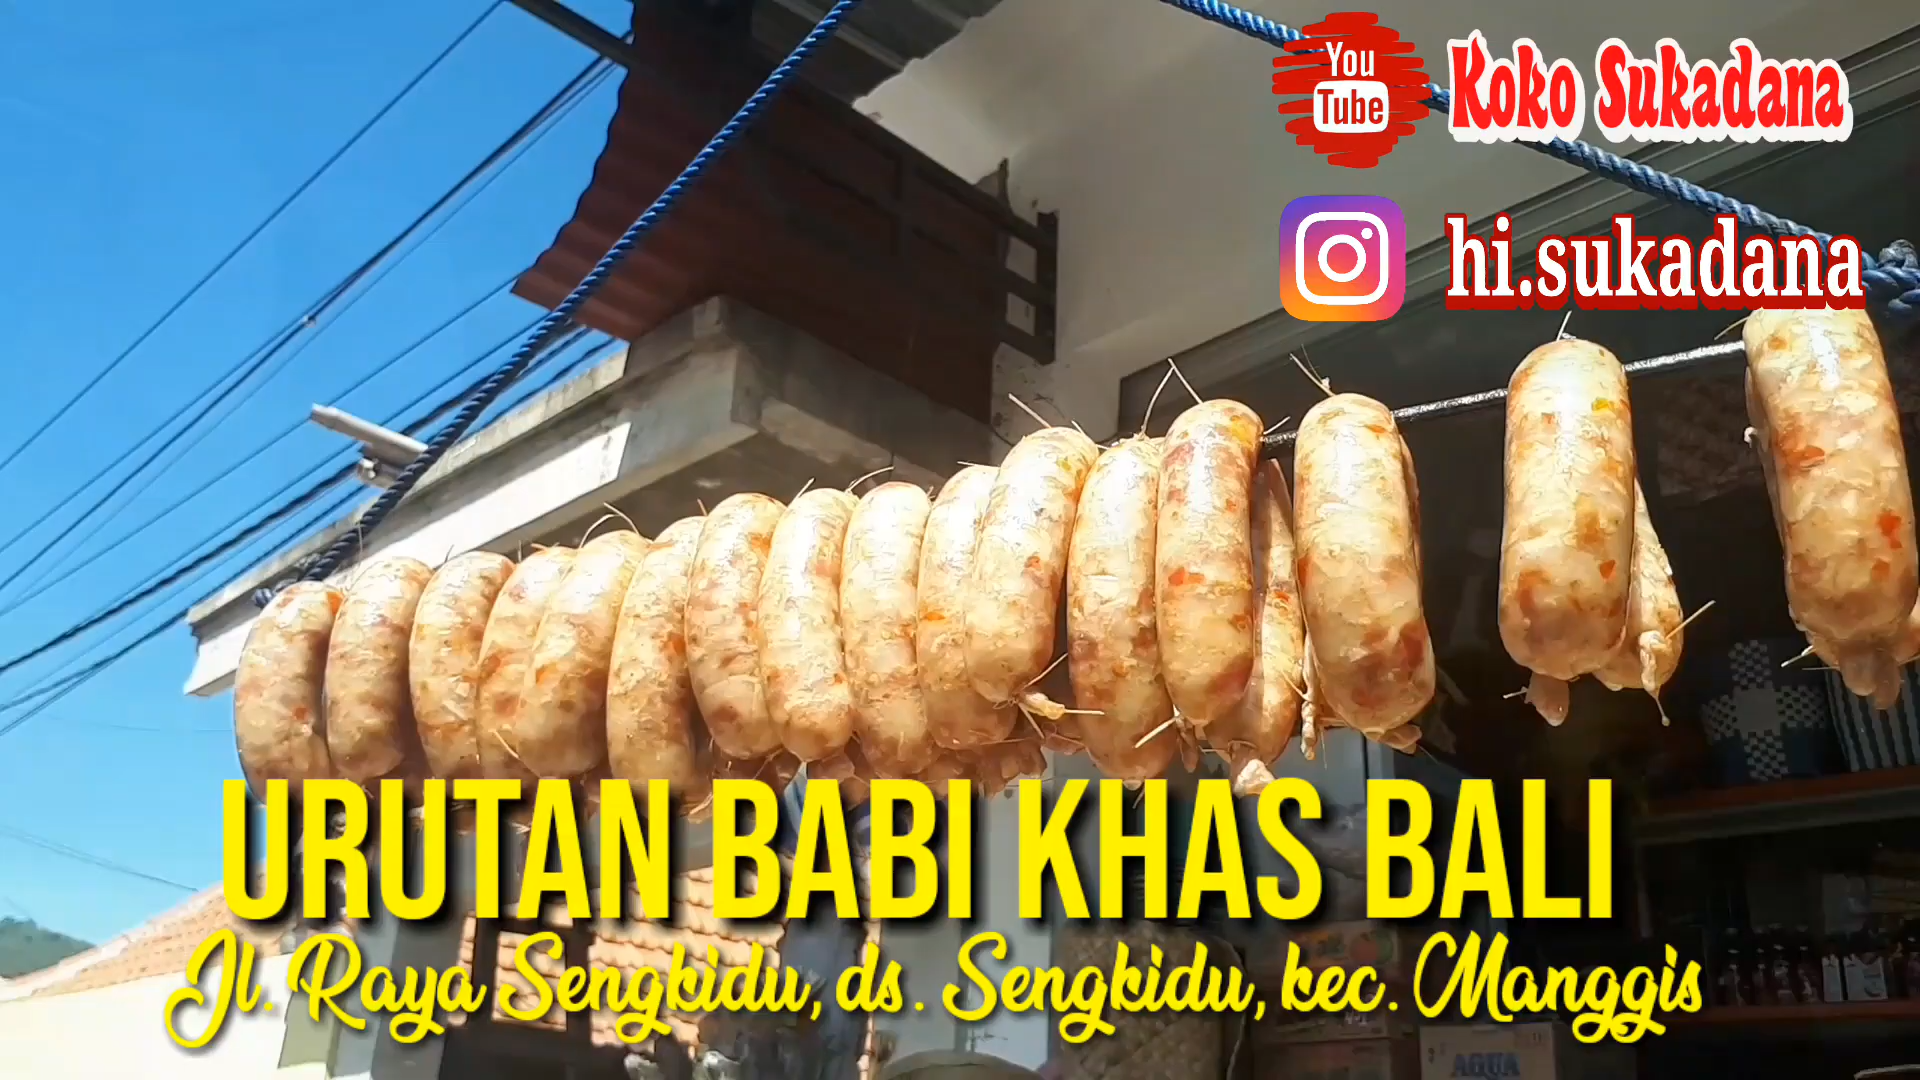 You
Tube
Koko Sukadana
hi.sukadana
URUTAN BABI KHAS BALI
Jl. Raya Sengkidu, ds. Sengkidu, kec. Manggis
AQUA